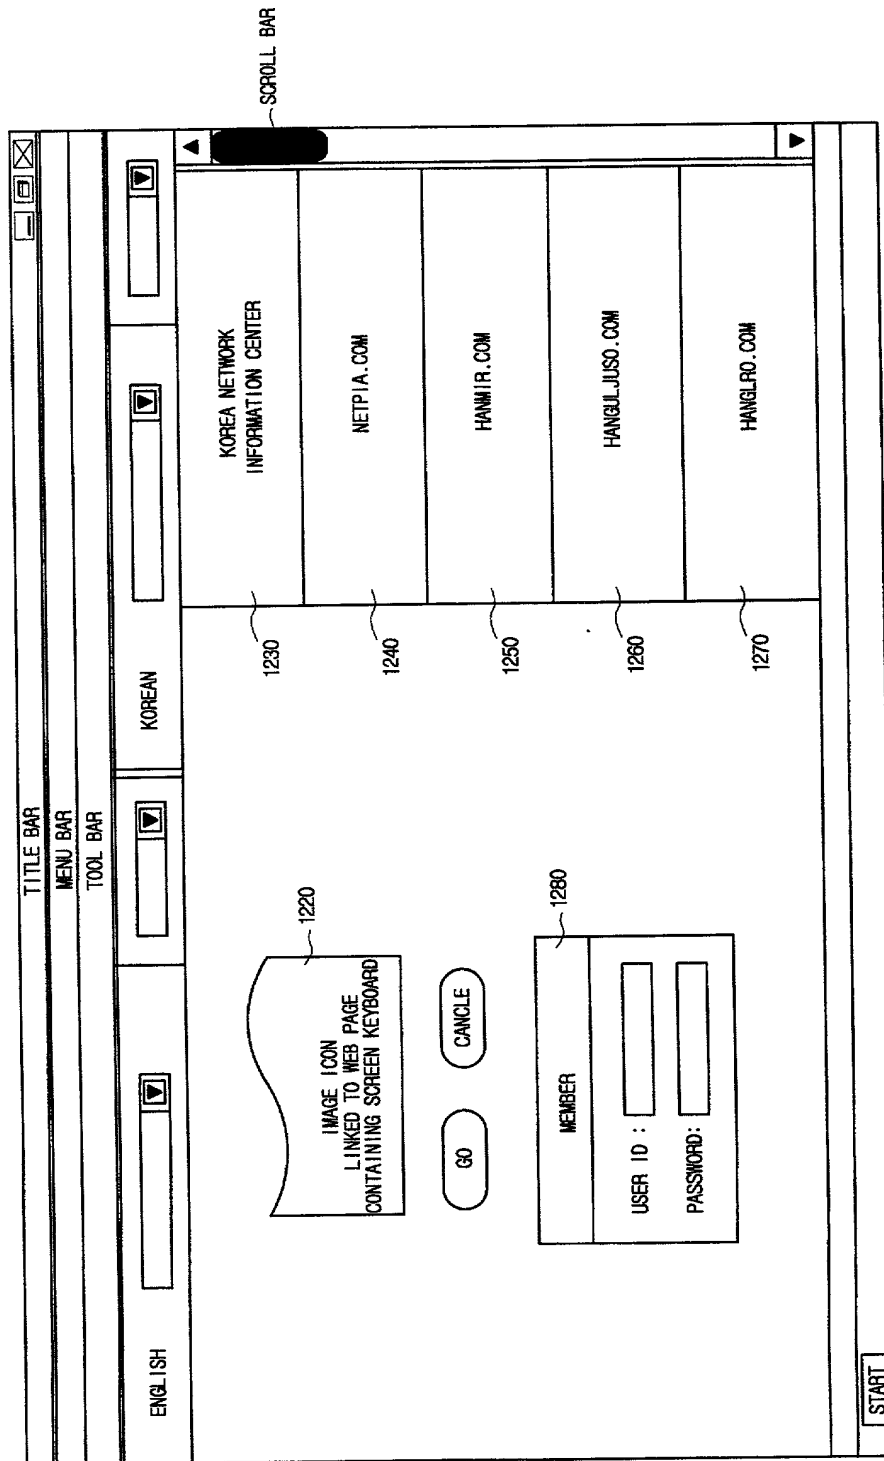 TITLE BAR
MENU BAR
TOOL BAR
ENGLISH
KOREAN
SCROLL BAR
IMAGE ICON
LINKED TO WEB PAGE
CONTAINING SCREEN KEYBOARD
1220
GO
CANCLE
MEMBER
1280
USER ID :
PASSWORD:
1230
KOREA NETWORK
INFORMATION CENTER
1240
NETPIA.COM
1250
HANMIR.COM
1260
HANGULJUSO.COM
1270
HANGLRO.COM
START